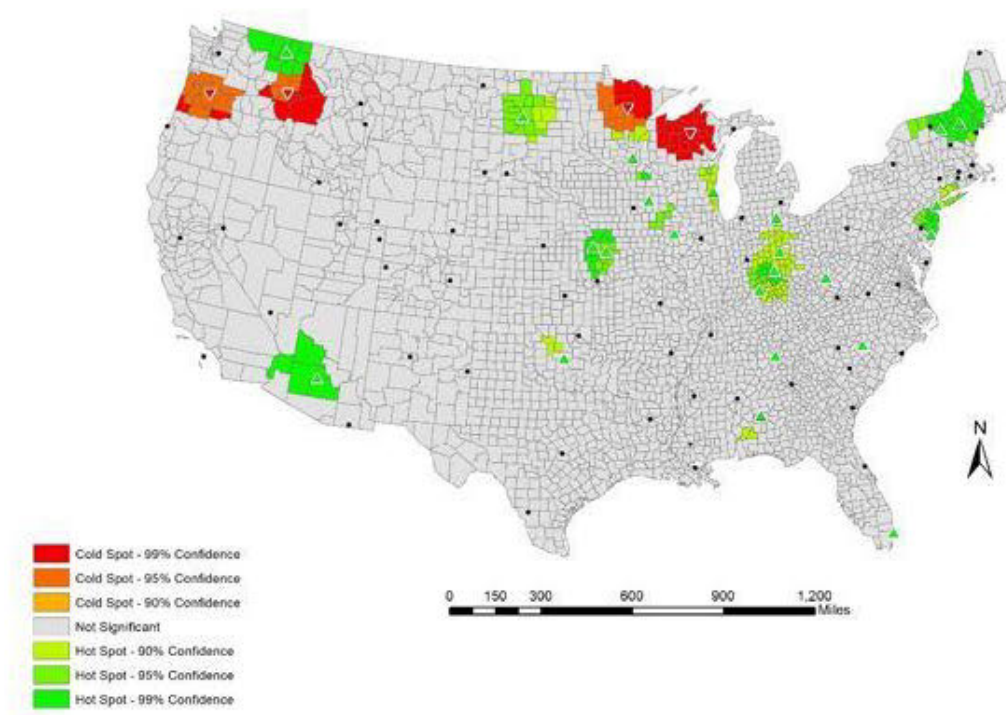 N
Cold Spot - 99% Confidence
Cold Spot - 95% Confidence
Cold Spot - 90% Confidence
Not Significant
Hot Spot - 90% Confidence
Hot Spot - 95% Confidence
Hot Spot - 99% Confidence
0 150 300 600 900 1,200
Miles